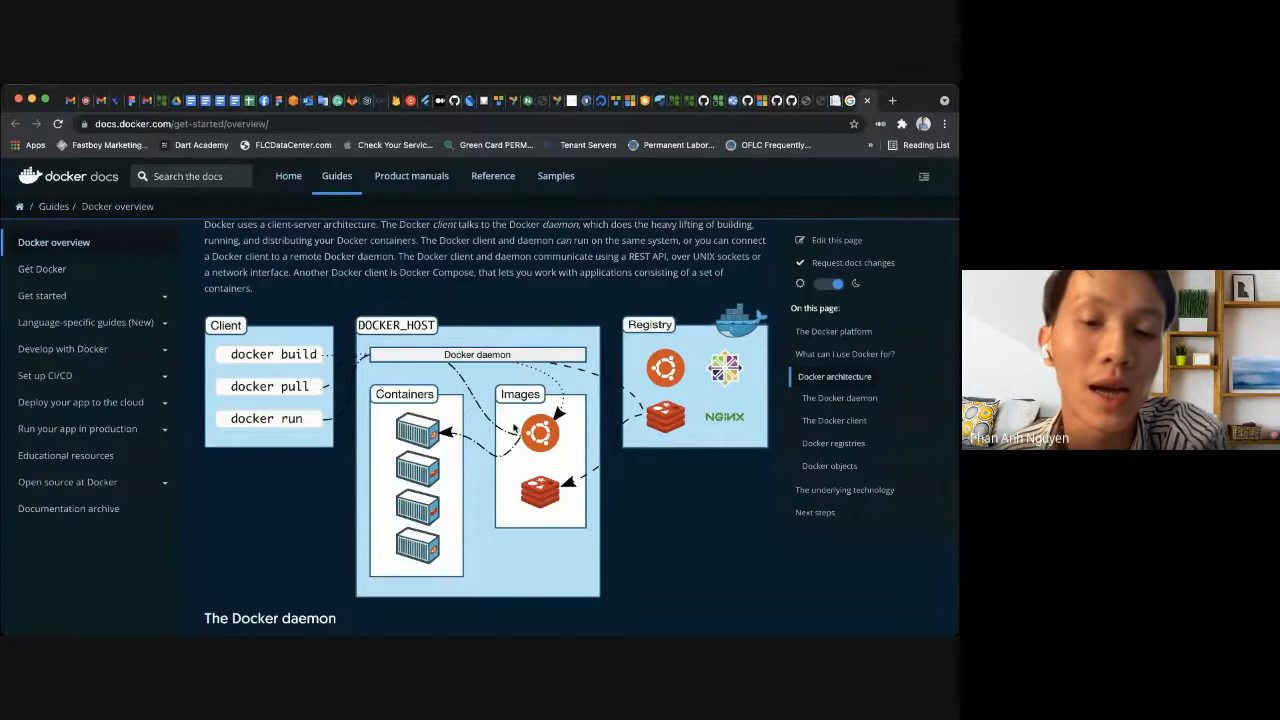 docs.docker.com/get-started/overview/
Apps
Fastboy Marketing...
Dart Academy
FLCDataCenter.com
Check Your Servic...
Green Card PERM...
Tenant Servers
Permanent Labor...
OFLC Frequently...
»
Reading List
docker docs
Search the docs
Home
Guides
Product manuals
Reference
Samples
Guides / Docker overview
Docker overview
Get Docker
Get started
Language-specific guides (New)
Develop with Docker
Set up CI/CD
Deploy your app to the cloud
Run your app in production
Educational resources
Open source at Docker
Documentation archive
Docker uses a client-server architecture. The Docker client talks to the Docker daemon, which does the heavy lifting of building,
running, and distributing your Docker containers. The Docker client and daemon can run on the same system, or you can connect
a Docker client to a remote Docker daemon. The Docker client and daemon communicate using a REST API, over UNIX sockets or
a network interface. Another Docker client is Docker Compose, that lets you work with applications consisting of a set of
containers.
Client
docker build
docker pull
docker run
DOCKER_HOST
Docker daemon
Containers
Images
Registry
NGINX
The Docker daemon
Edit this page
Request docs changes
On this page:
The Docker platform
What can I use Docker for?
Docker architecture
The Docker daemon
The Docker client
Docker registries
Docker objects
The underlying technology
Next steps
Phan Anh Nguyen